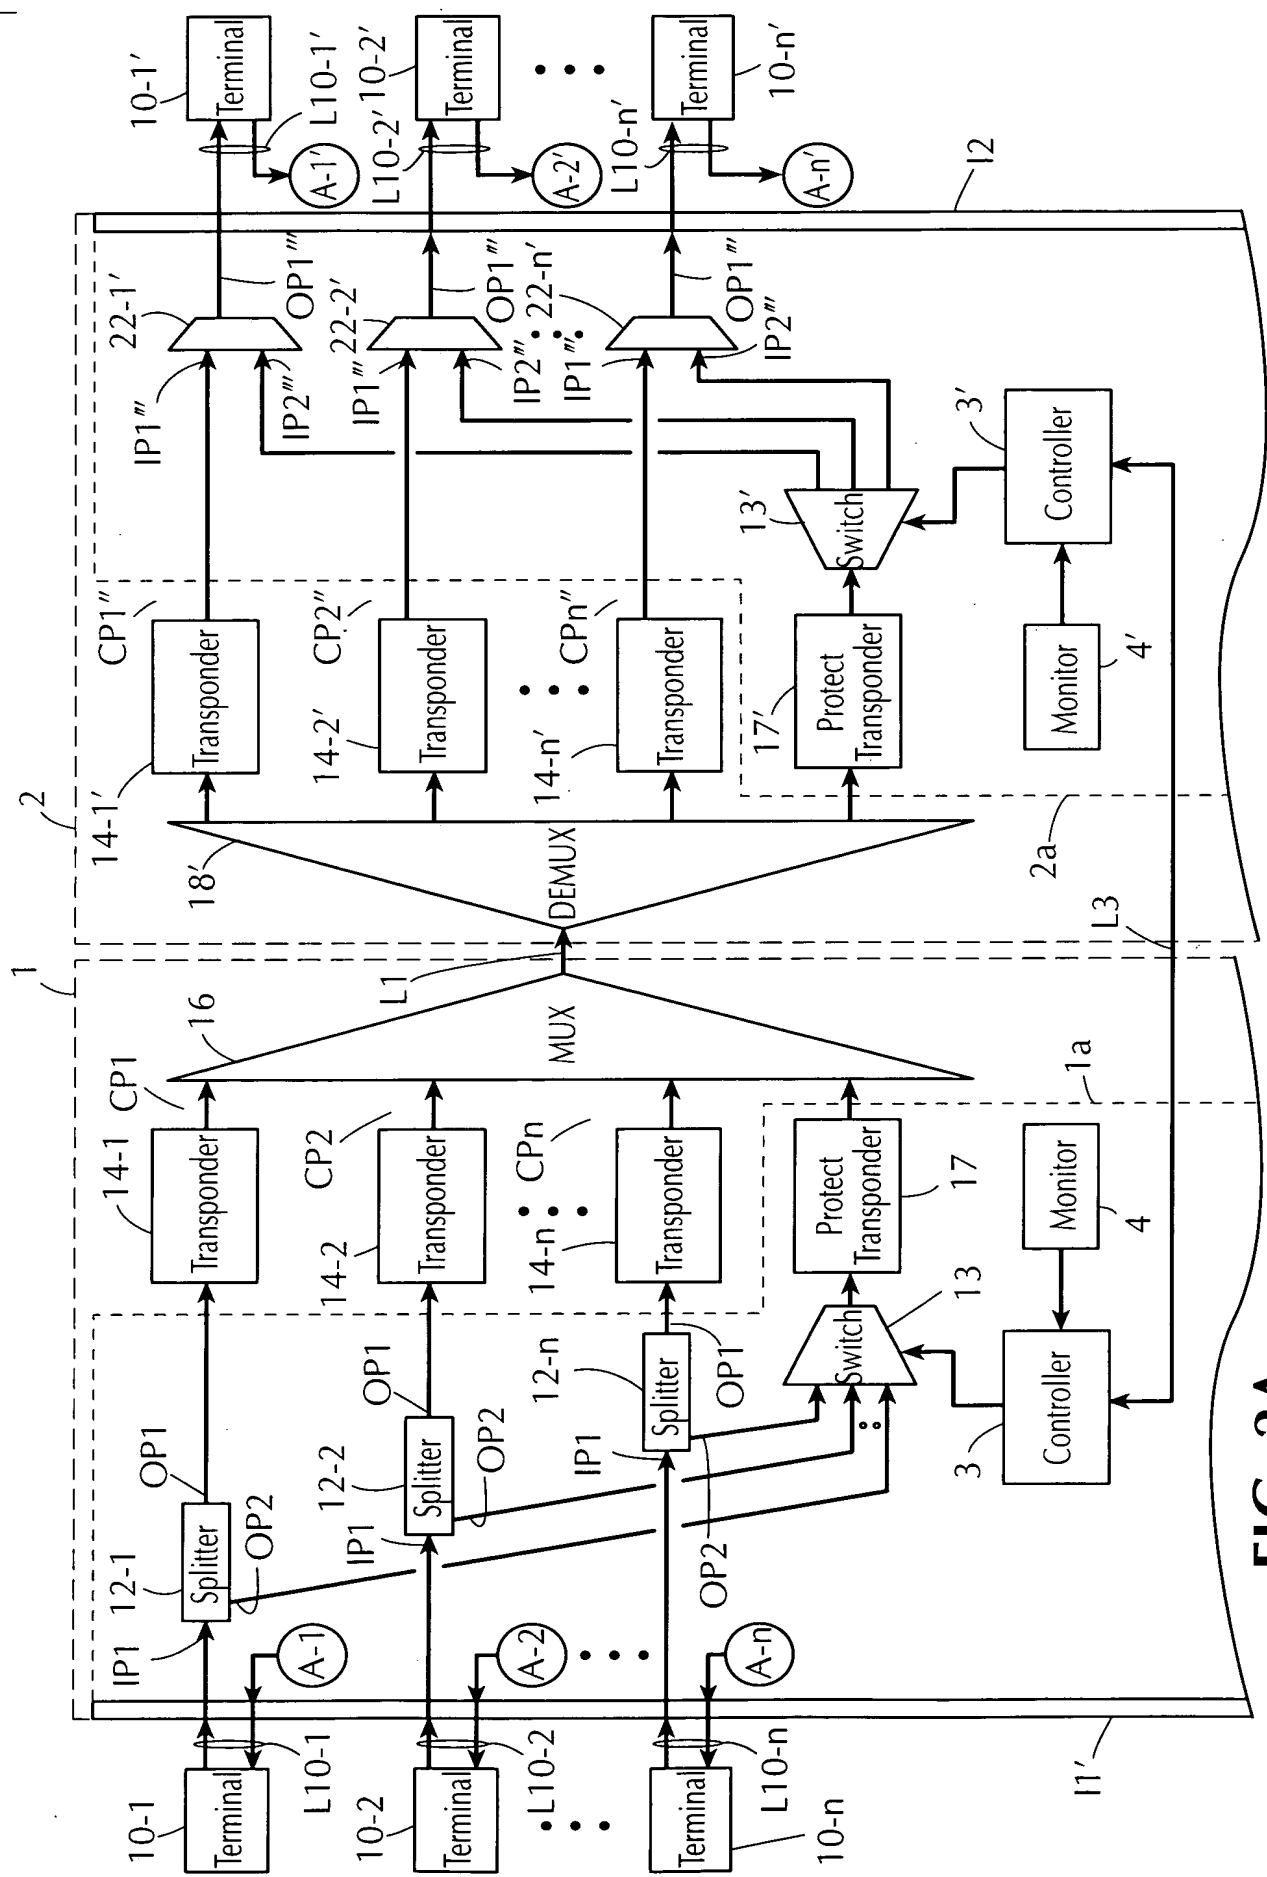 1
2
10-1
IP1
12-1
OP1
14-1
CP1
16
14-1'
CP1"
IP1'''
22-1'
10-1'
Terminal
Splitter
Transponder
18'
Transponder
Terminal
OP2
L10-1
A-1
IP2'''
OP1'''
A-1'
L10-1'
10-2
IP1
12-2
OP1
14-2
CP2
L1
14-2'
CP2"
IP1'''
22-2'
L10-2'
10-2'
Terminal
Splitter
Transponder
Transponder
Terminal
OP2
L10-2
A-2
IP2'''
OP1'''
A-2'
MUX
DEMUX
12-n
14-n
CPn
14-n'
CPn"
IP1'''
22-n'
L10-n'
IP1
Terminal
Splitter
Transponder
Transponder
Terminal
OP2
OP1
OP1'''
L10-n
A-n
IP2'''
A-n'
10-n
10-n'
17'
13'
Switch
Protect
Transponder
Protect
Transponder
Switch
13
17
3
3'
Controller
Monitor
Monitor
Controller
4
4'
1a
2a
L3
I1'
I2